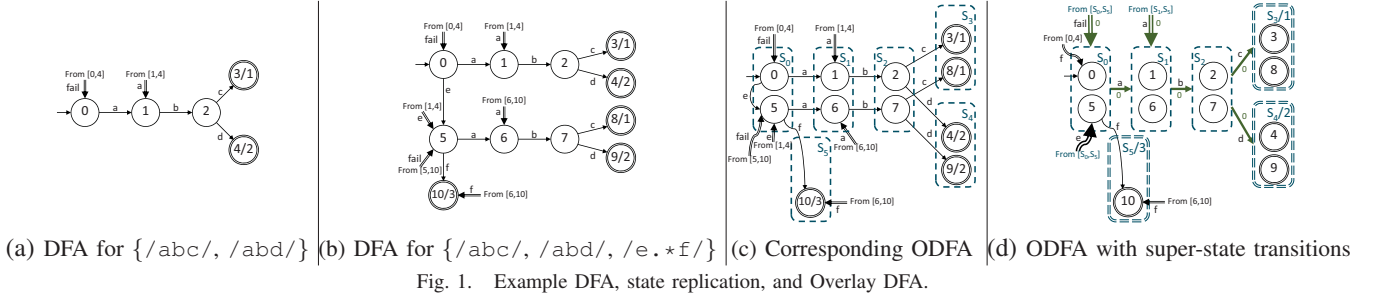 From [0,4]
fail
From [1,4]
a
0
a
1
b
2
c
3/1
d
4/2
(a) DFA for {/abc/, /abd/}
From [0,4]
fail
From [1,4]
a
0
a
1
b
2
c
3/1
d
4/2
e
From [1,4]
e
From [6,10]
a
5
a
6
b
7
c
8/1
d
9/2
fail
From [5,10]
f
10/3
From [6,10]
f
(b) DFA for {/abc/, /abd/, /e.*f/}
From [0,4]
fail
From [1,4]
a
S0
S1
S2
S3
0
a
1
b
2
c
3/1
8/1
e
5
a
6
b
7
c
d
d
S4
4/2
9/2
fail
e
From [1,4]
From [5,10]
f
a
From [6,10]
S5
10/3
From [6,10]
f
(c) Corresponding ODFA
From [S0,S5]
fail
0
From [S1,S5]
a
0
From [0,4]
f
S0
S1
S2
S3/1
0
5
a
0
1
6
b
0
2
7
c
0
3
8
0
d
S4/2
4
9
e
From [S0,S5]
f
S5/3
10
From [6,10]
f
(d) ODFA with super-state transitions
Fig. 1. Example DFA, state replication, and Overlay DFA.